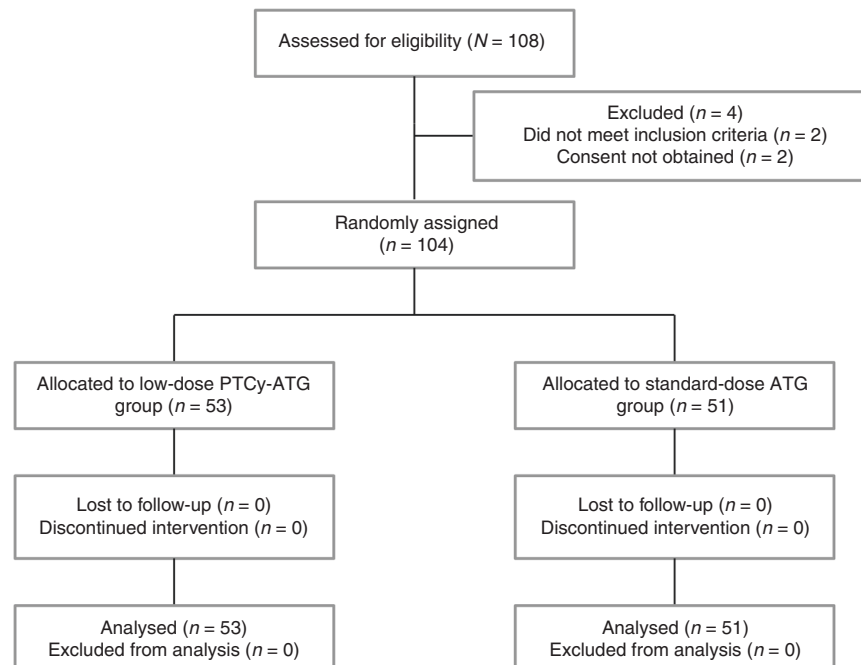 Assessed for eligibility (N = 108)
Excluded (n = 4)
Did not meet inclusion criteria (n = 2)
Consent not obtained (n = 2)
Randomly assigned
(n = 104)
Allocated to low-dose PTCy-ATG
group (n = 53)
Allocated to standard-dose ATG
group (n = 51)
Lost to follow-up (n = 0)
Discontinued intervention (n = 0)
Lost to follow-up (n = 0)
Discontinued intervention (n = 0)
Analysed (n = 53)
Excluded from analysis (n = 0)
Analysed (n = 51)
Excluded from analysis (n = 0)